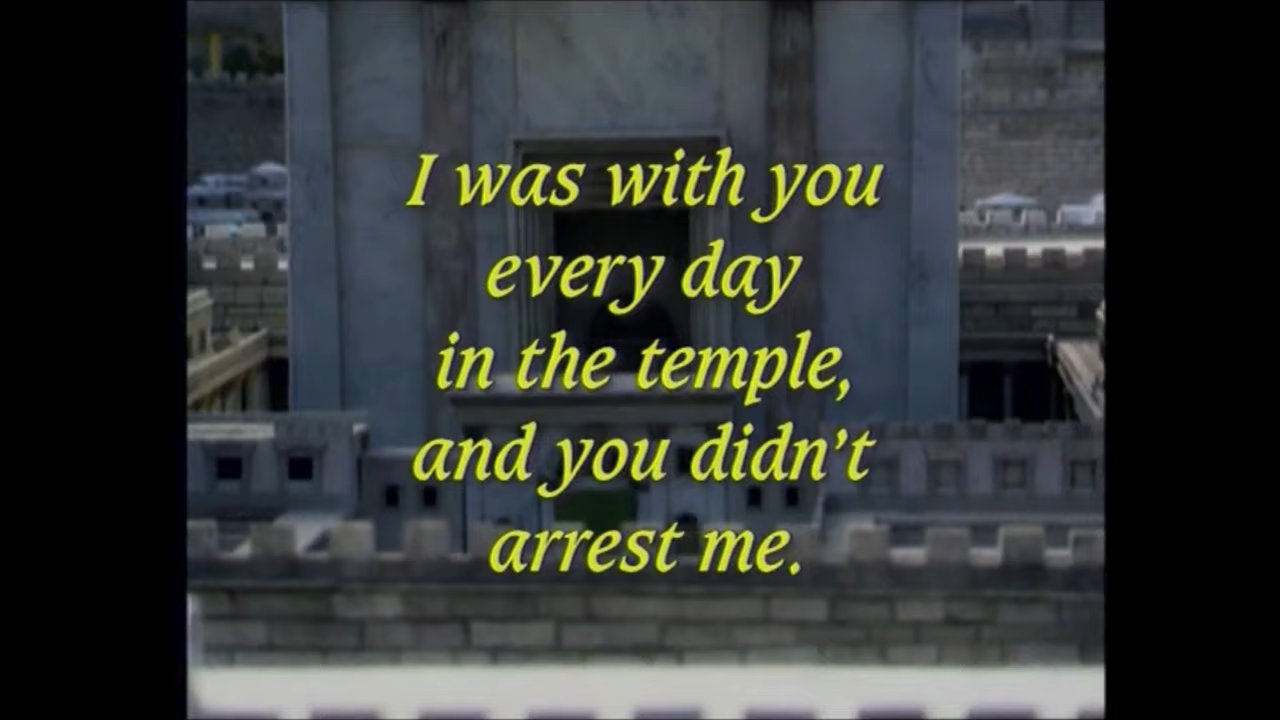 I was with you
every day
in the temple,
and you didn’t
arrest me.